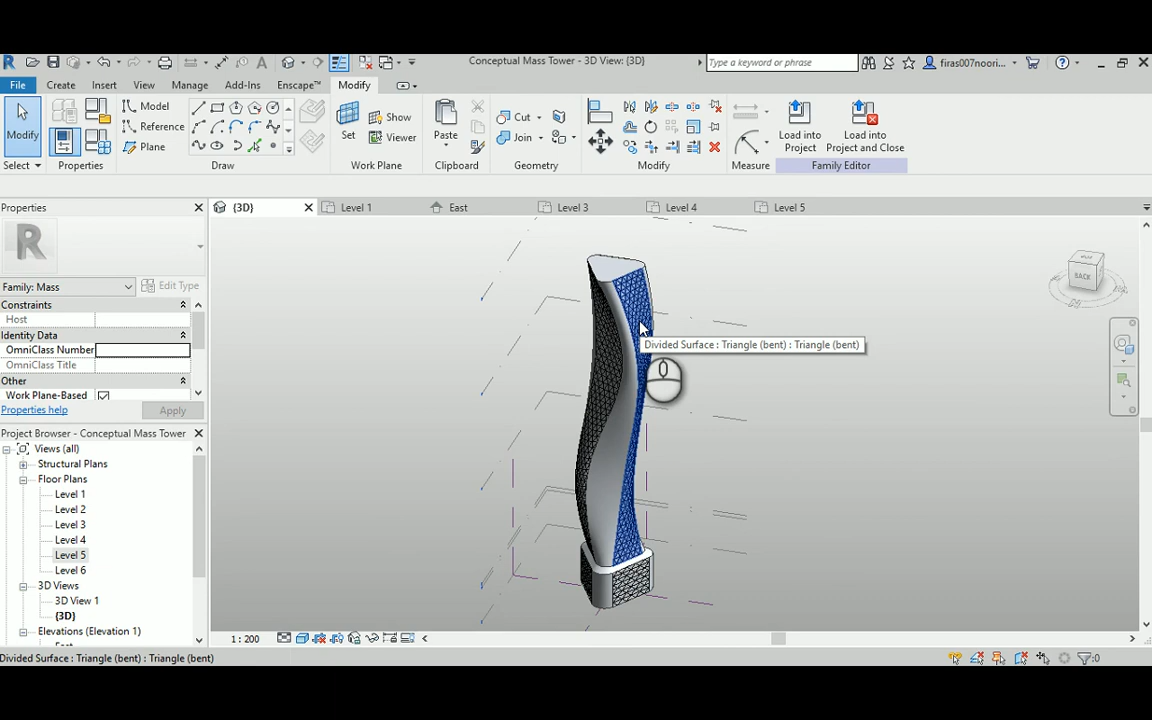 Conceptual Mass Tower - 3D View: {3D}
Type a keyword or phrase
firas007noori...
File Create Insert View Manage Add-Ins Enscape™ Modify
Modify
Model
Reference
Plane
Set
Show
Viewer
Paste
Cut
Join
Load into
Project
Load into
Project and Close
Select Properties Draw Work Plane Clipboard Geometry Modify Measure Family Editor
Properties
{3D}
Level 1
East
Level 3
Level 4
Level 5
R
Family: Mass
Edit Type
Constraints
Host
Identity Data
OmniClass Number
OmniClass Title
Other
Work Plane-Based
Properties help
Apply
Project Browser - Conceptual Mass Tower
Views (all)
Structural Plans
Floor Plans
Level 1
Level 2
Level 3
Level 4
Level 5
Level 6
3D Views
3D View 1
{3D}
Elevations (Elevation 1)
BACK
Divided Surface : Triangle (bent) : Triangle (bent)
1 : 200
Divided Surface : Triangle (bent) : Triangle (bent)
:0